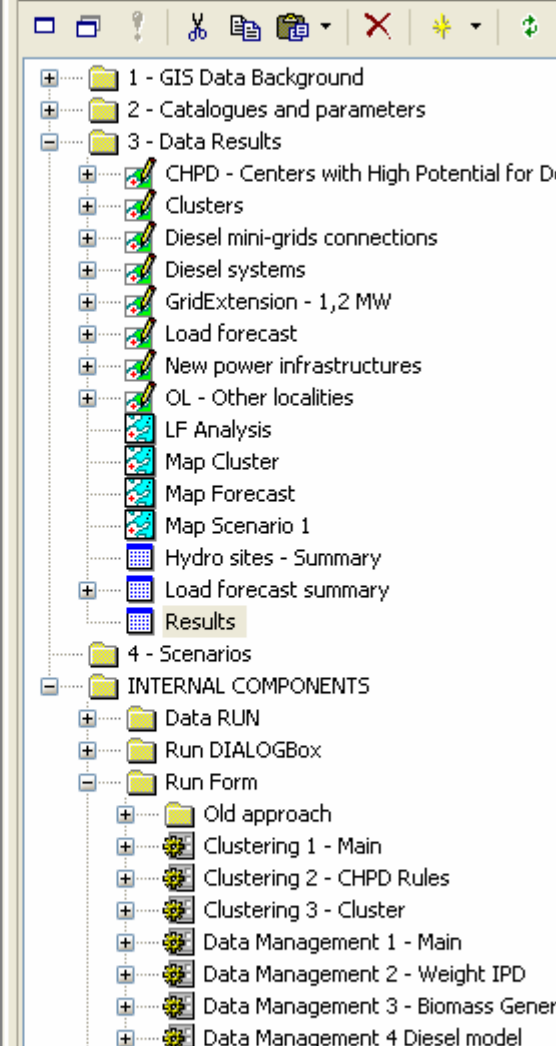 1 - GIS Data Background
2 - Catalogues and parameters
3 - Data Results
CHPD - Centers with High Potential for
Clusters
Diesel mini-grids connections
Diesel systems
GridExtension - 1,2 MW
Load forecast
New power infrastructures
OL - Other localities
LF Analysis
Map Cluster
Map Forecast
Map Scenario 1
Hydro sites - Summary
Load forecast summary
Results
4 - Scenarios
INTERNAL COMPONENTS
Data RUN
Run DIALOGBox
Run Form
Old approach
Clustering 1 - Main
Clustering 2 - CHPD Rules
Clustering 3 - Cluster
Data Management 1 - Main
Data Management 2 - Weight IPD
Data Management 3 - Biomass Gener
Data Management 4 Diesel model